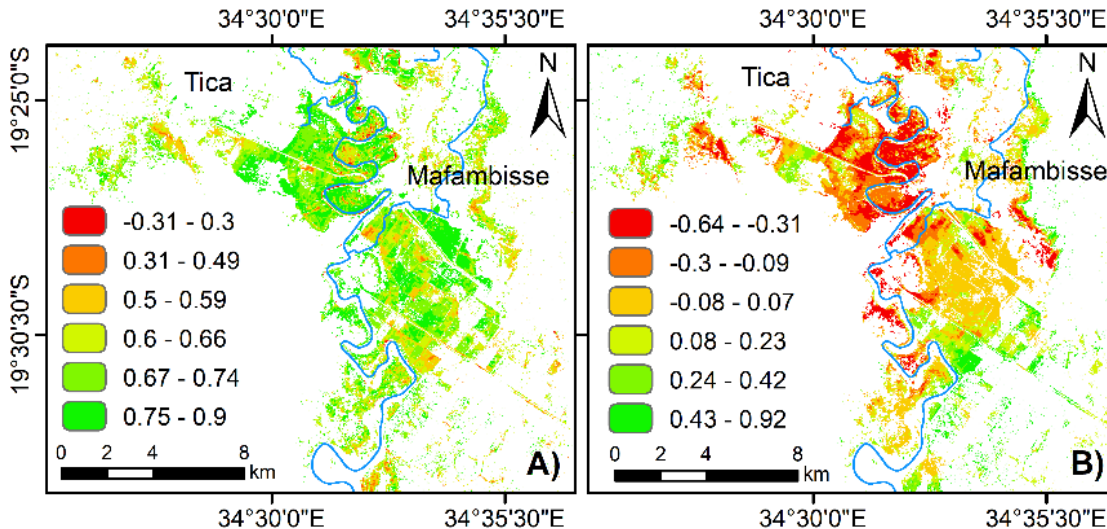 34°30'0"E 34°35'30"E 34°30'0"E 34°35'30"E
19°25'0"S
19°30'30"S
Tica
N
Mafambisse
-0.31 - 0.3
0.31 - 0.49
0.5 - 0.59
0.6 - 0.66
0.67 - 0.74
0.75 - 0.9
0 2 4 8
km
A)
Tica
N
Mafambisse
-0.64 - -0.31
-0.3 - -0.09
-0.08 - 0.07
0.08 - 0.23
0.24 - 0.42
0.43 - 0.92
0 2 4 8
km
B)
34°30'0"E 34°35'30"E 34°30'0"E 34°35'30"E